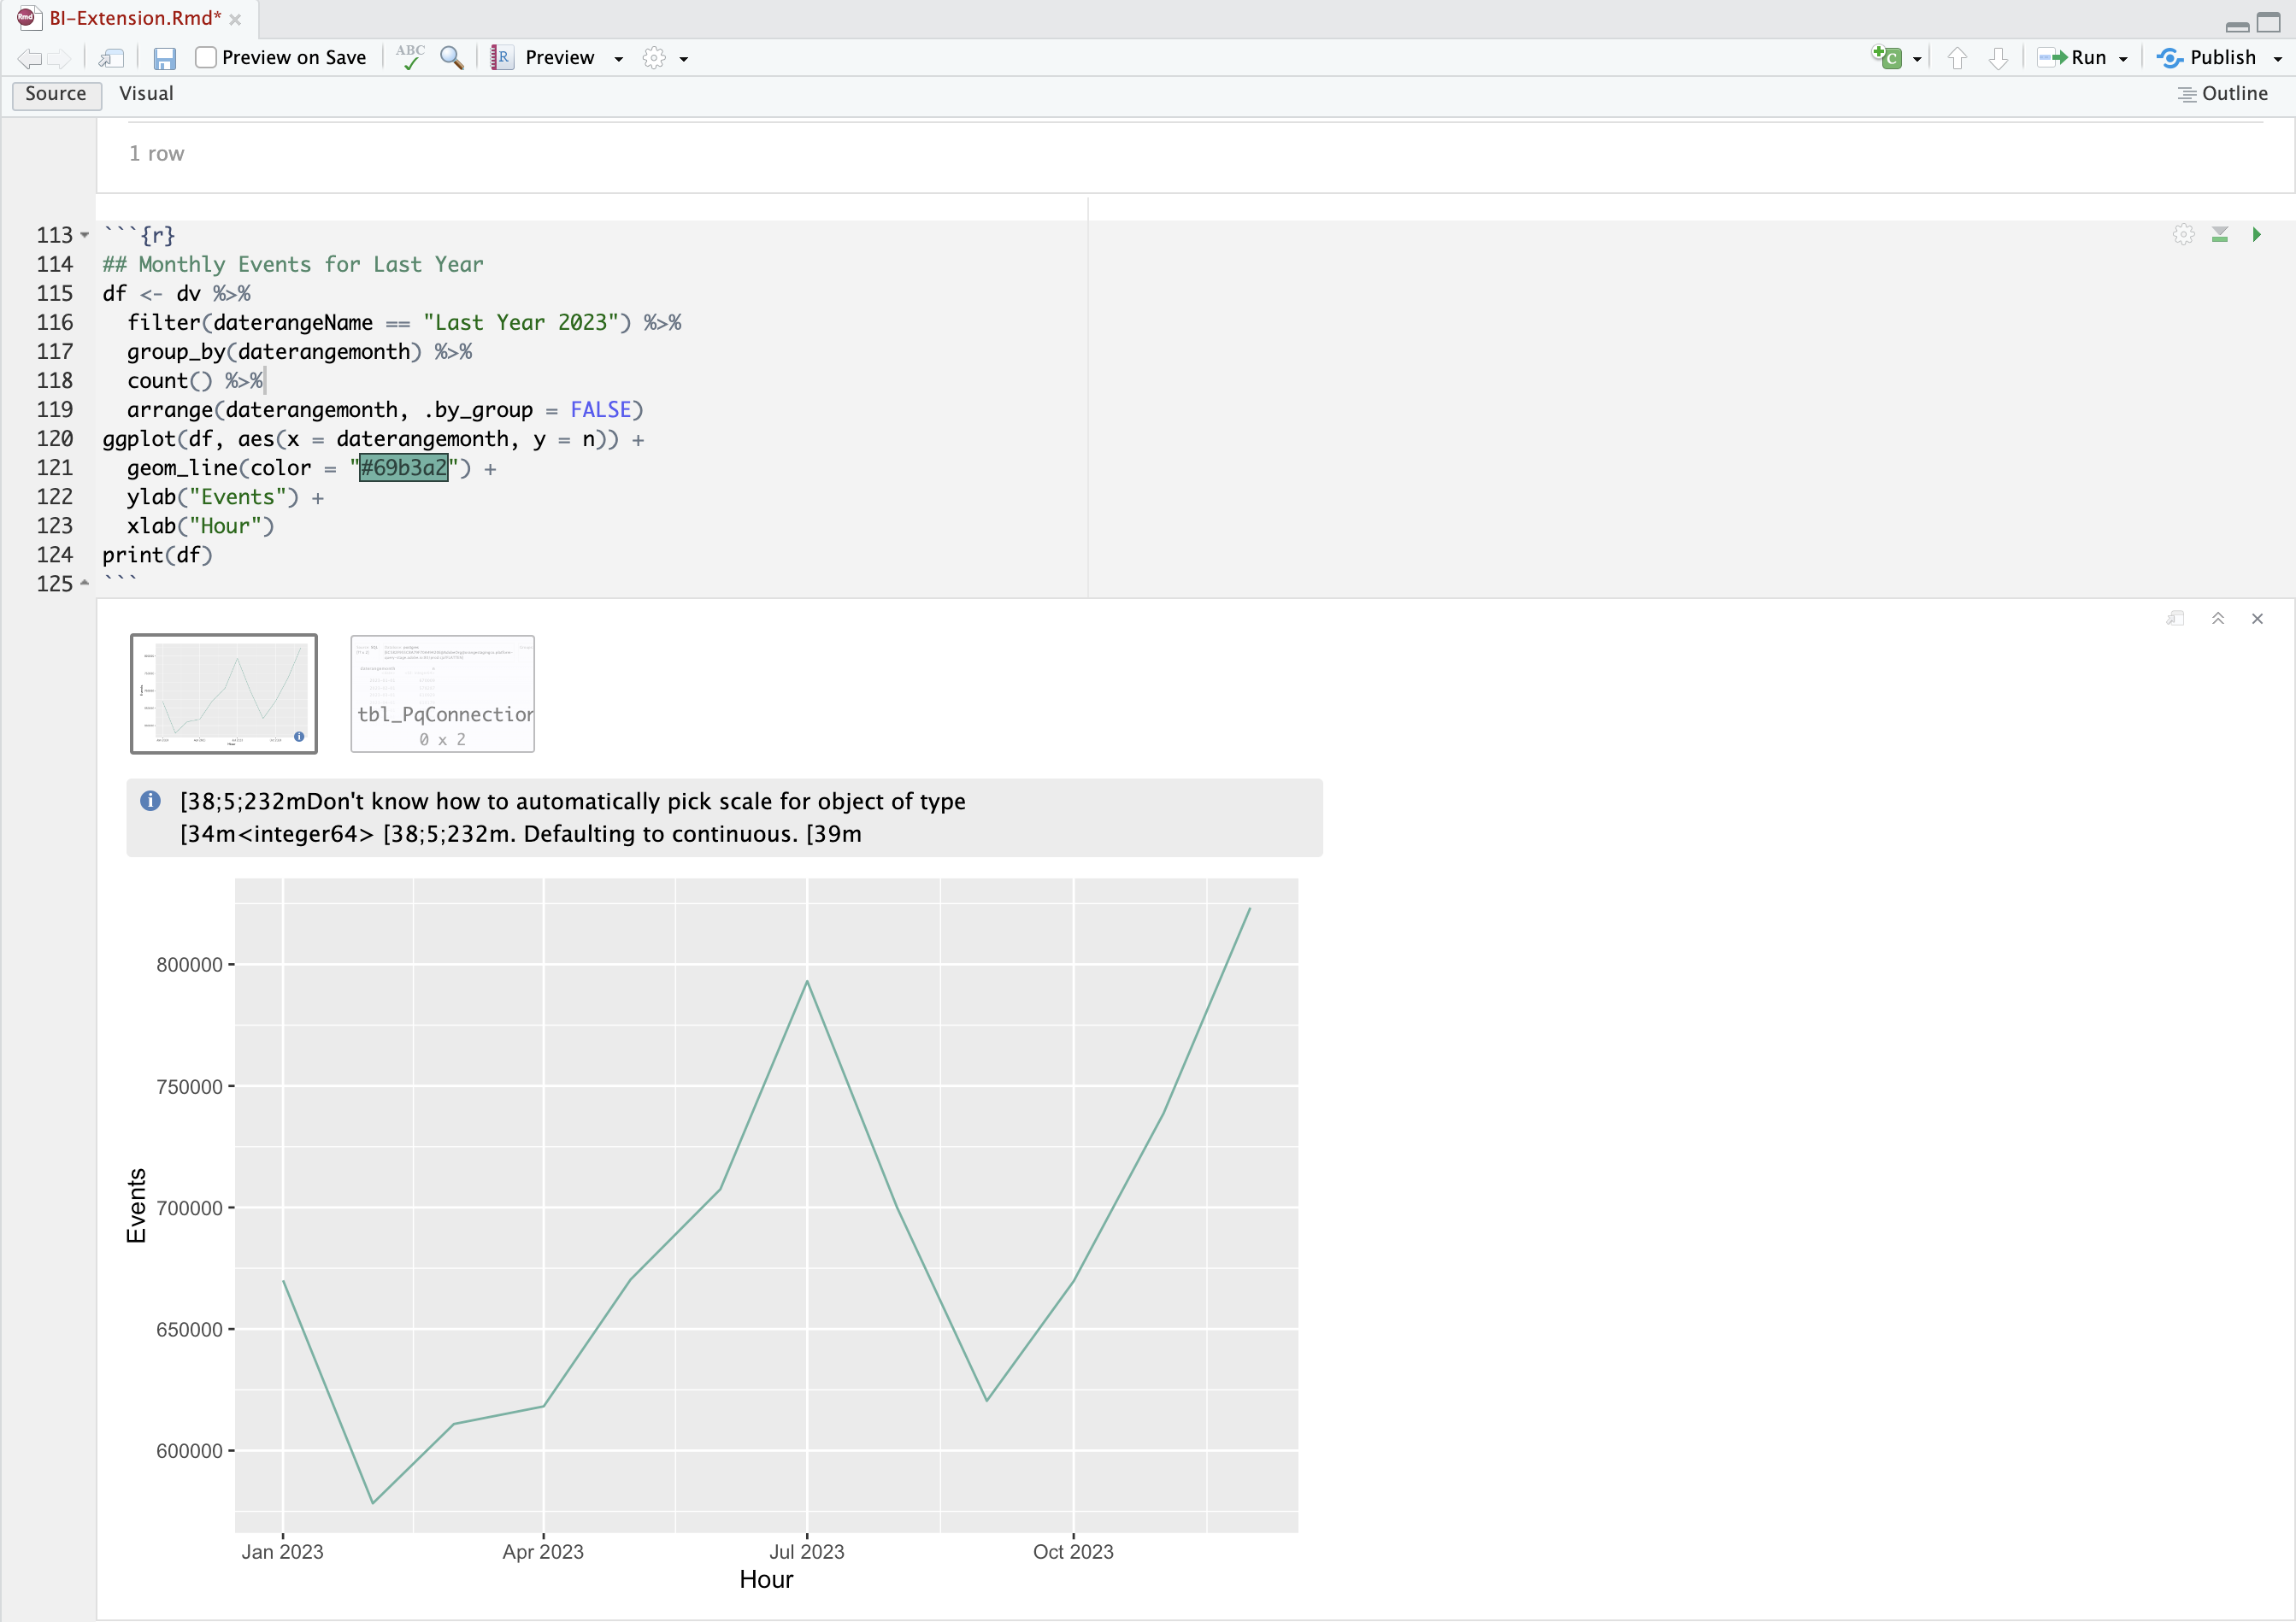 BI-Extension.Rmd*
Preview on Save ABC R Preview C Run Publish
Source Visual Outline
1 row
113 ```{r}
114 ## Monthly Events for Last Year
115 df <- dv %>%
116 filter(daterangeName == "Last Year 2023") %>%
117 group_by(daterangemonth) %>%
118 count() %>%
119 arrange(daterangemonth, .by_group = FALSE)
120 ggplot(df, aes(x = daterangemonth, y = n)) +
121 geom_line(color = "#69b3a2") +
122 ylab("Events") +
123 xlab("Hour")
124 print(df)
125 ```
tbl_PqConnection
0 x 2
[38;5;232mDon't know how to automatically pick scale for object of type
[34m<integer64> [38;5;232m. Defaulting to continuous. [39m
800000
750000
700000
650000
600000
Events
Jan 2023 Apr 2023 Jul 2023 Oct 2023
Hour